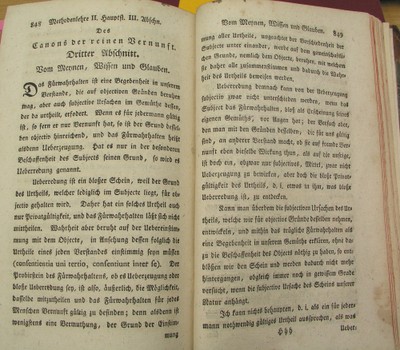 848 Methodenlehre II. Hauptst. III. Abschn.
Des
Canons der reinen Vernunft.
Dritter Abschnitt.
Vom Meynen, Wissen und Glauben.
Das Fürwahrhalten ist eine Begebenheit in unserem
Verstande, die auf objectiven Gründen beruhen
mag, aber auch subjective Ursachen im Gemüthe dessen,
der da urtheilt, erfodert. Wenn es für jedermann gültig
ist, so fern er nur Vernunft hat, so ist der Grund dessel-
ben objectiv hinreichend, und das Fürwahrhalten heißt
alsdenn Ueberzeugung. Hat es nur in der besonderen
Beschaffenheit des Subjects seinen Grund, so wird es
Ueberredung genannt.
Ueberredung ist ein bloßer Schein, weil der Grund
des Urtheils, welcher lediglich im Subjecte liegt, für ob-
jectiv gehalten wird. Daher hat ein solches Urtheil auch
nur Privatgültigkeit, und das Fürwahrhalten läßt sich nicht
mittheilen. Wahrheit aber beruht auf der Uebereinstim-
mung mit dem Objecte, in Ansehung dessen folglich die
Urtheile eines jeden Verstandes einstimmig seyn müssen
(consentientia uni tertio, consentiunt inter se). Der
Probirstein des Fürwahrhaltens, ob es Ueberzeugung oder
bloße Ueberredung sey, ist also, äußerlich, die Möglichkeit,
dasselbe mitzutheilen und das Fürwahrhalten für jedes
Menschen Vernunft gültig zu befinden; denn alsdenn ist
wenigstens eine Vermuthung, der Grund der Einstim-
mung
Vom Meynen, Wissen und Glauben. 849
mung aller Urtheile, ungeachtet der Verschiedenheit der
Subjecte unter einander, werde auf dem gemeinschaftli-
chen Grunde, nemlich dem Objecte, beruhen, mit welchem
sie daher alle zusammenstimmen und dadurch die Wahr-
heit des Urtheils beweisen werden.
Ueberredung demnach kann von der Ueberzeugung
subjectiv zwar nicht unterschieden werden, wenn das
Subject das Fürwahrhalten, blos als Erscheinung seines
eigenen Gemüths, vor Augen hat; der Versuch aber,
den man mit den Gründen desselben, die für uns gültig
sind, an anderer Verstand macht, ob sie auf fremde Ver-
nunft eben dieselbe Wirkung thun, als auf die unsrige,
ist doch ein, obzwar nur subjectives, Mittel, zwar nicht
Ueberzeugung zu bewirken, aber doch die bloße Privat-
gültigkeit des Urtheils, d. i. etwas in ihm, was bloße
Ueberredung ist, zu entdecken.
Kann man überdem die subjectiven Ursachen des Ur-
theils, welche wir für objective Gründe desselben nehmen,
entwickeln, und mithin das trügliche Fürwahrhalten als
eine Begebenheit in unserem Gemüthe erklären, ohne da-
zu die Beschaffenheit des Objects nöthig zu haben, so ent-
blößen wir den Schein und werden dadurch nicht mehr
hintergangen, obgleich immer noch in gewissem Grade
versucht, wenn die subjective Ursache des Scheins unserer
Natur anhängt.
Ich kann nichts behaupten, d. i. als ein für jeder-
mann nothwendig gültiges Urtheil aussprechen, als was
Hhh
Ueber-